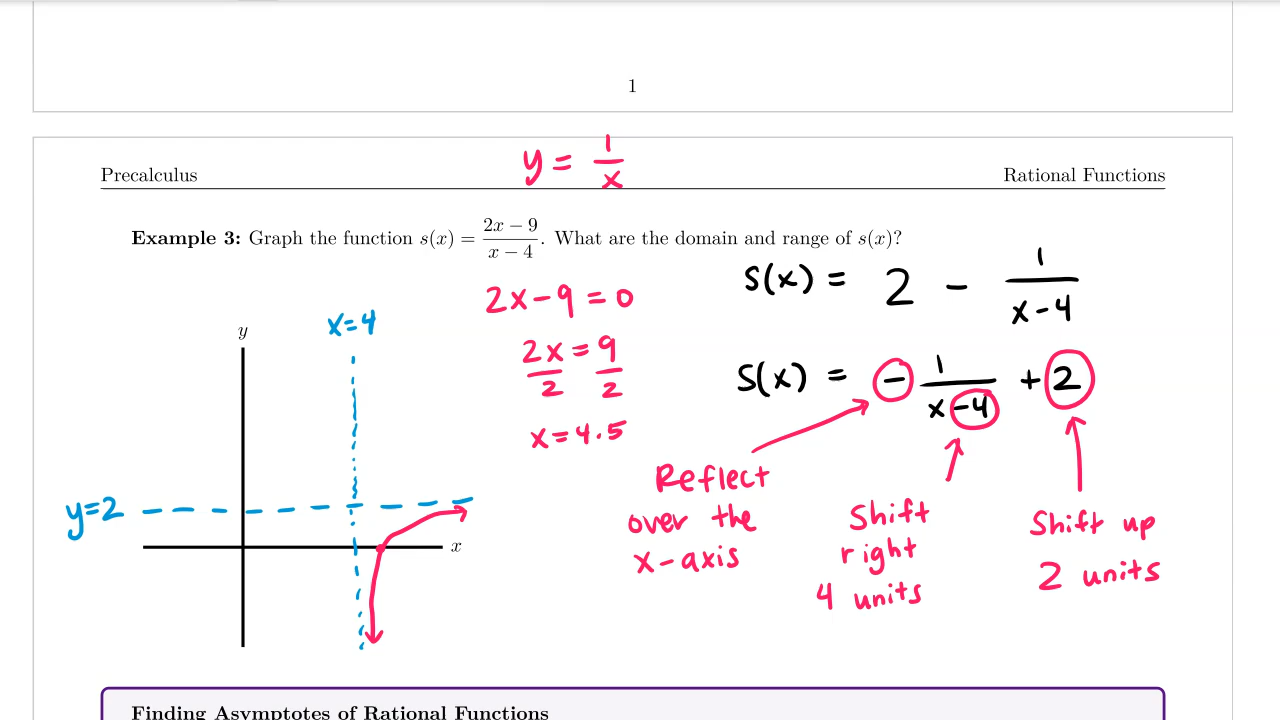 1
y = 1/x
Precalculus
Rational Functions
Example 3: Graph the function s(x) = (2x − 9)/(x − 4). What are the domain and range of s(x)?
s(x) = 2 − 1/(x−4)
2x−9 = 0
2x = 9
2 2
x = 4.5
s(x) = − 1/(x−4) + 2
Reflect
over the
x-axis
Shift
right
4 units
Shift up
2 units
x=4
y
y=2
x
Finding Asymptotes of Rational Functions